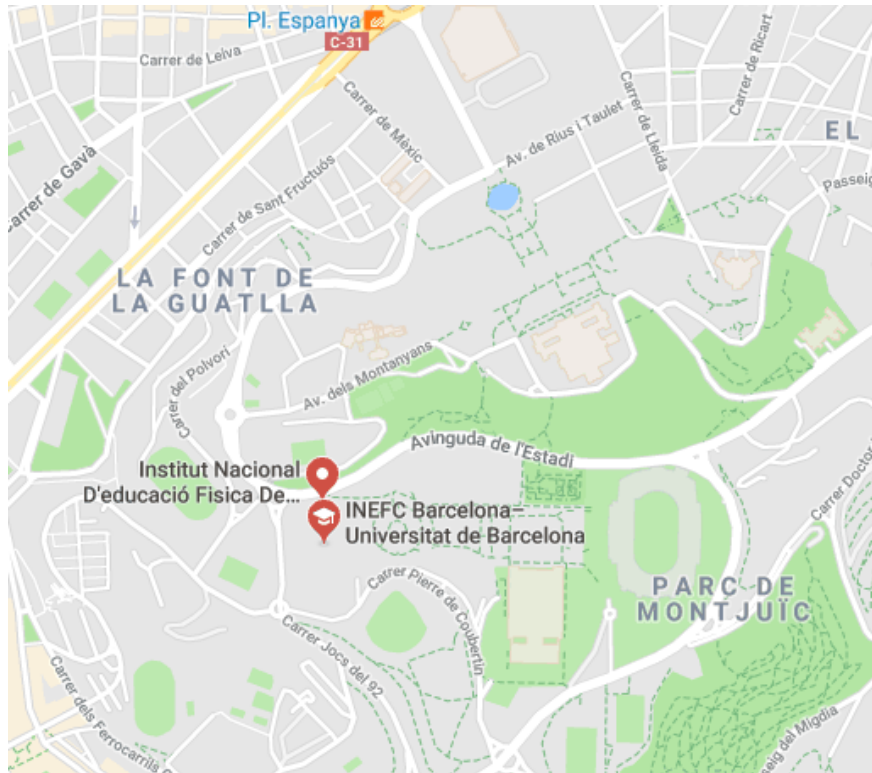 Pl. Espanya
C-31
Carrer de Leiva
Carrer de Ricart
Carrer de Mèxic
Av. de Rius i Taulet
Carrer de Lleida
EL
Carrer de Gavà
Carrer de Sant Fructuós
Passeig
LA FONT DE
LA GUATLLA
Carrer del Polvorí
Av. dels Montanyans
Avinguda de l'Estadi
Institut Nacional
D'educació Fisica De...
INEFC Barcelona–
Universitat de Barcelona
Carrer Doctor
Carrer Pierre de Coubertin
PARC DE
MONTJUÏC
Carrer Jocs del 92
Carrer dels Ferrocarrils
eig del Migdia